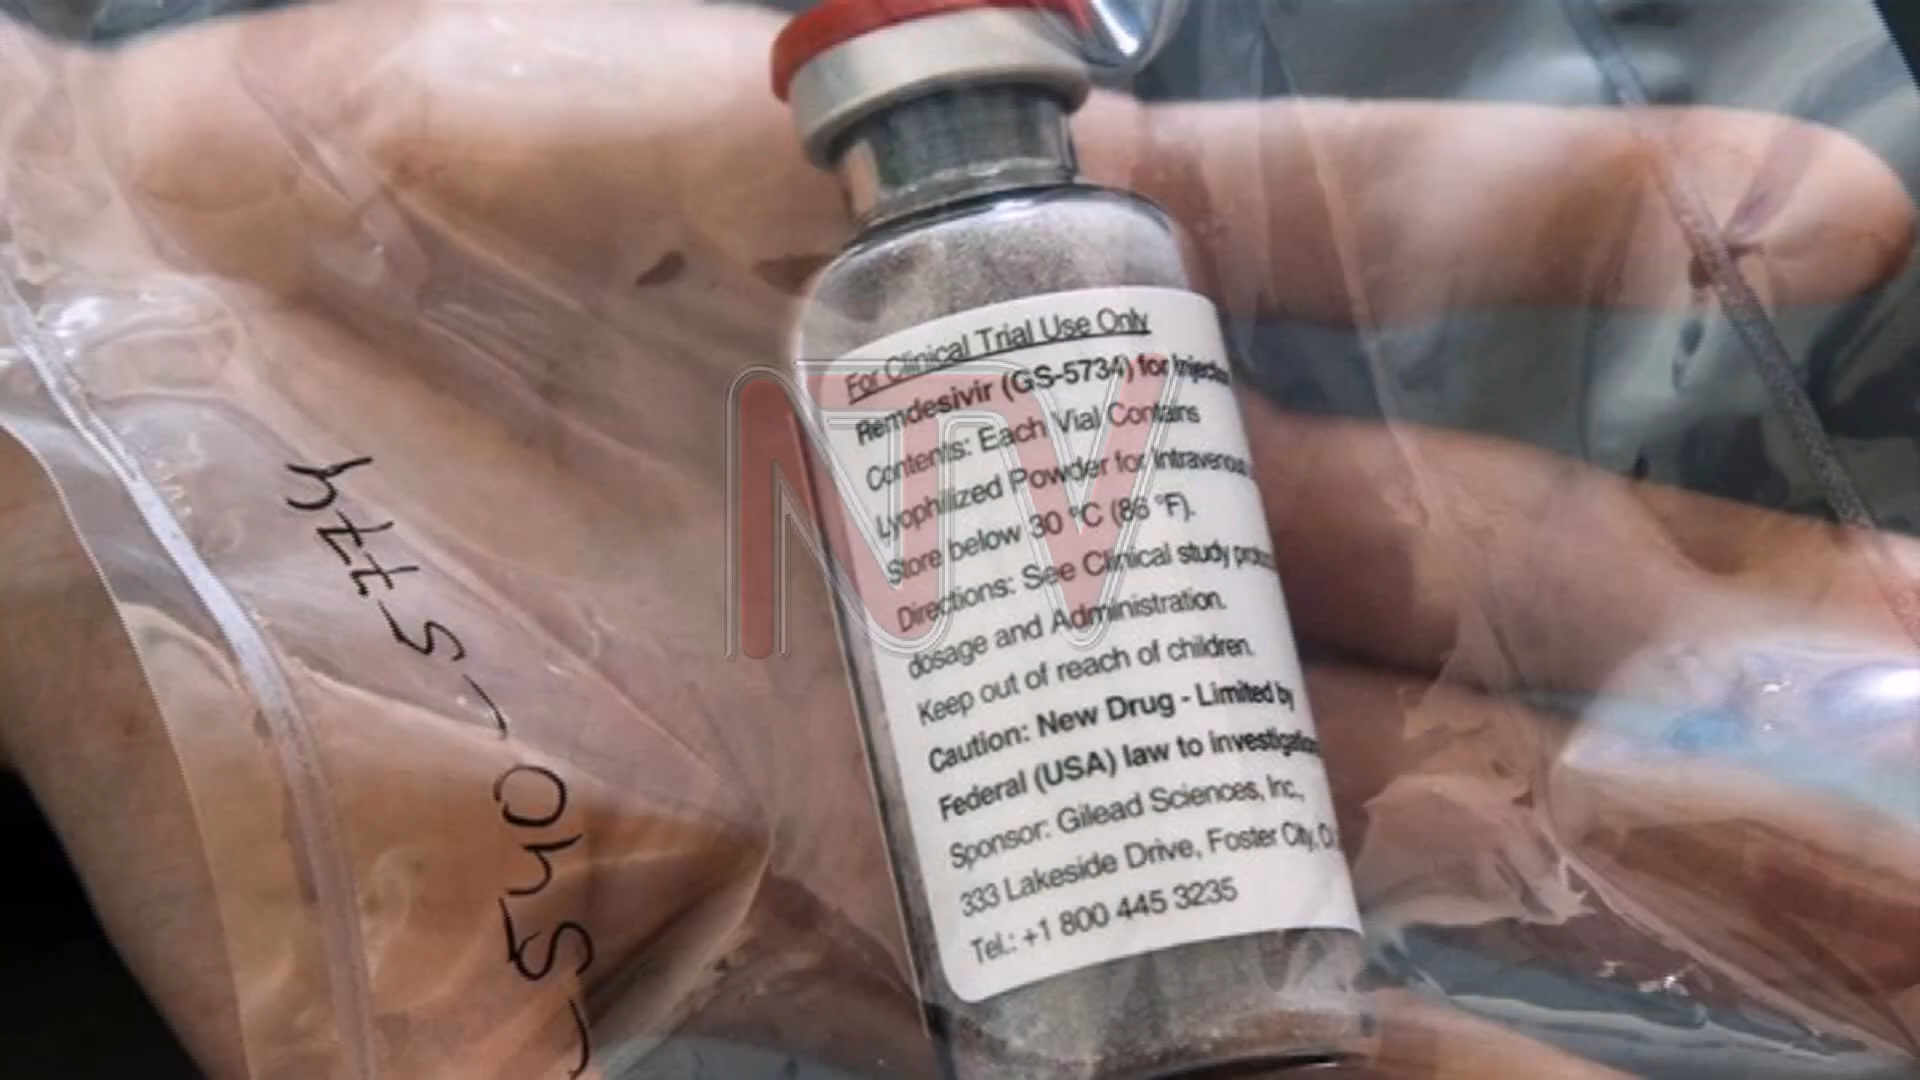 For Clinical Trial Use Only
Remdesivir (GS-5734) for Injection
Contents: Each Vial Contains
Lyophilized Powder for Intravenous
Store below 30 °C (86 °F).
Directions: See Clinical study
dosage and Administration.
Keep out of reach of children.
Caution: New Drug - Limited by
Federal (USA) law to
Sponsor: Gilead Sciences, Inc.,
333 Lakeside Drive, Foster City,
Tel.: +1 800 445 3235
NTV